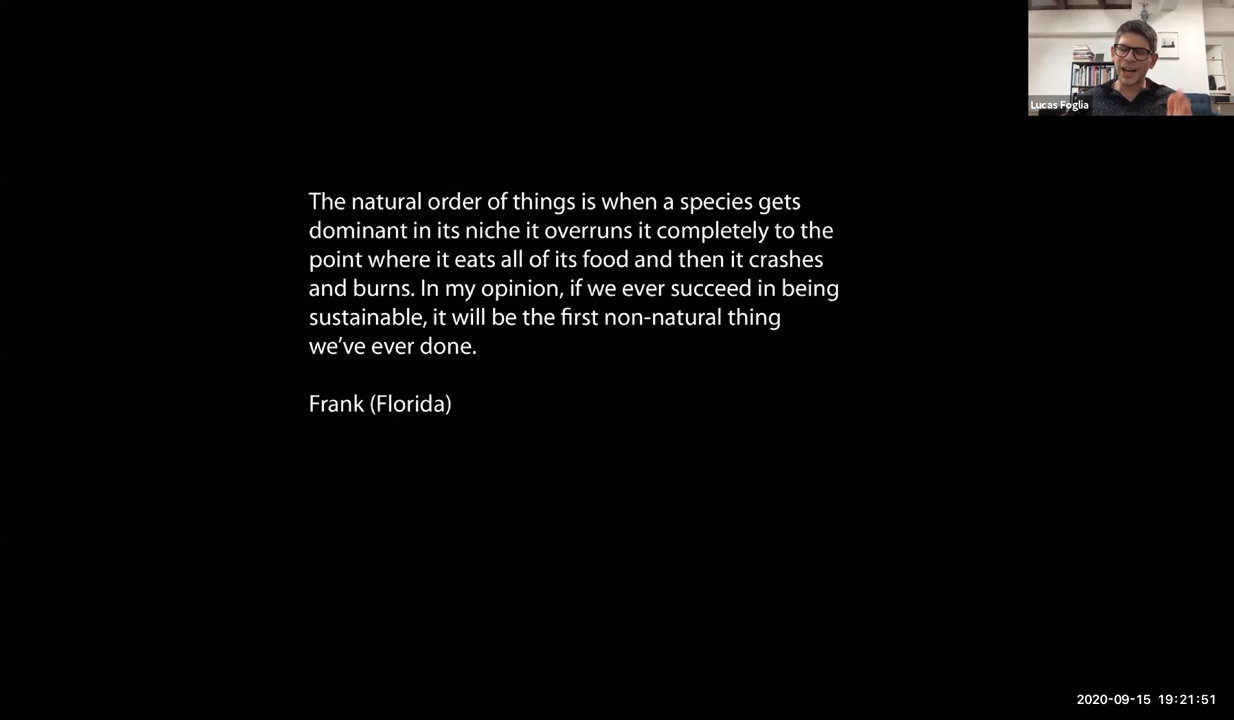 Lucas Foglia
The natural order of things is when a species gets
dominant in its niche it overruns it completely to the
point where it eats all of its food and then it crashes
and burns. In my opinion, if we ever succeed in being
sustainable, it will be the first non-natural thing
we’ve ever done.
Frank (Florida)
2020-09-15 19:21:51